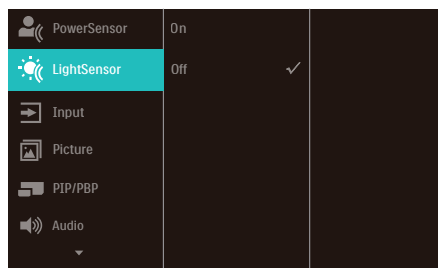 PowerSensor
On
LightSensor
Off
Input
Picture
PIP/PBP
Audio